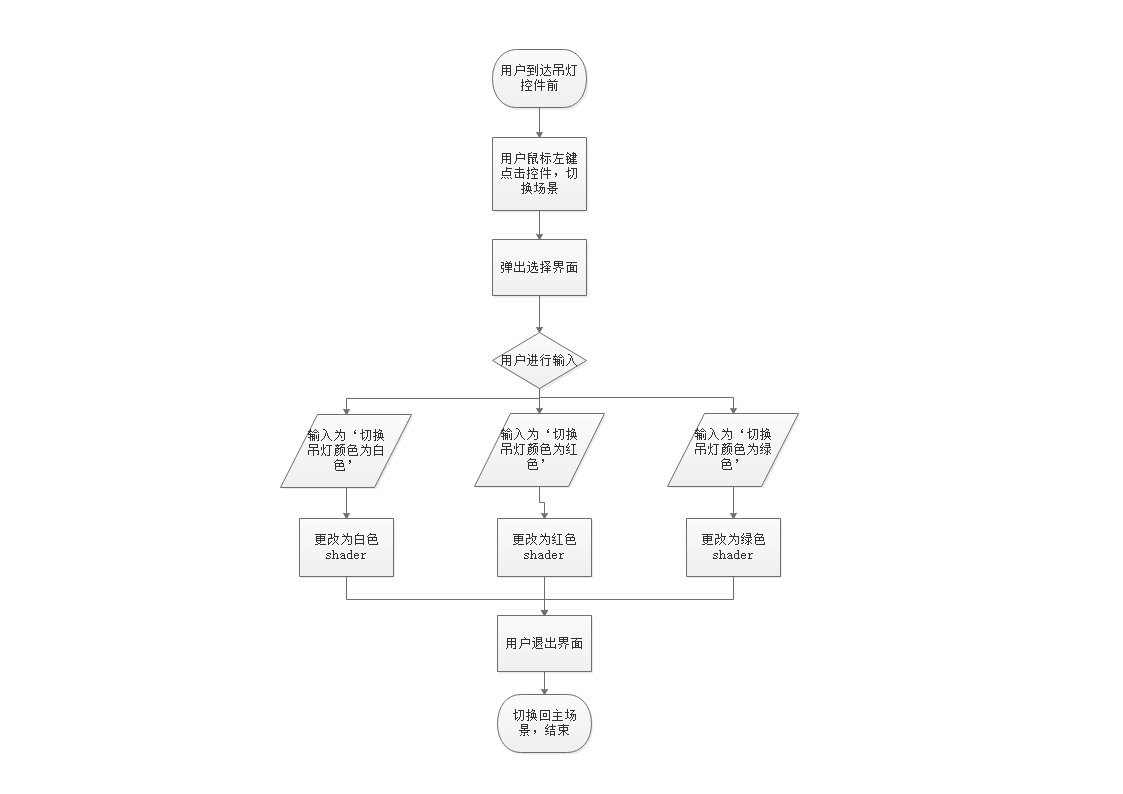 用户到达吊灯
控件前
用户鼠标左键
点击控件，切
换场景
弹出选择界面
用户进行输入
输入为‘切换
吊灯颜色为白
色’
输入为‘切换
吊灯颜色为红
色’
输入为‘切换
吊灯颜色为绿
色’
更改为白色
shader
更改为红色
shader
更改为绿色
shader
用户退出界面
切换回主场
景，结束